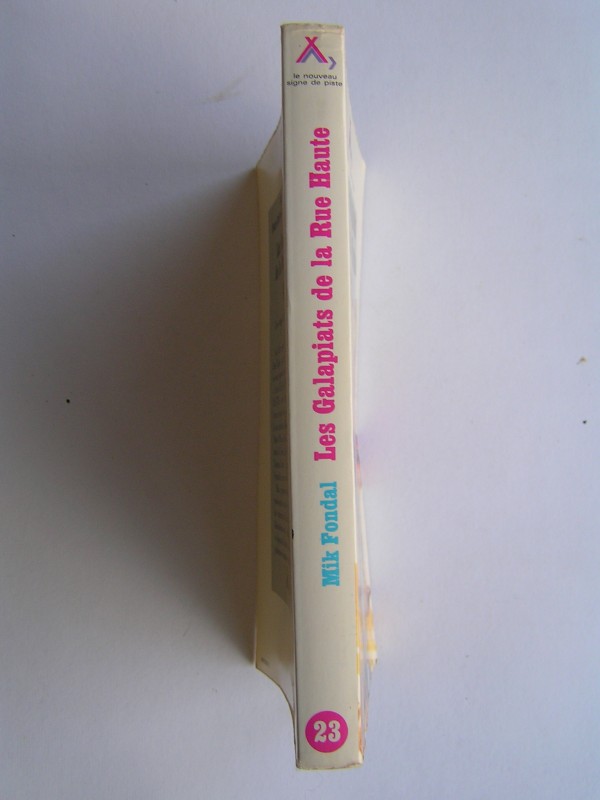 le nouveau
signe de piste
Mik Fondal Les Galapiats de la Rue Haute
23